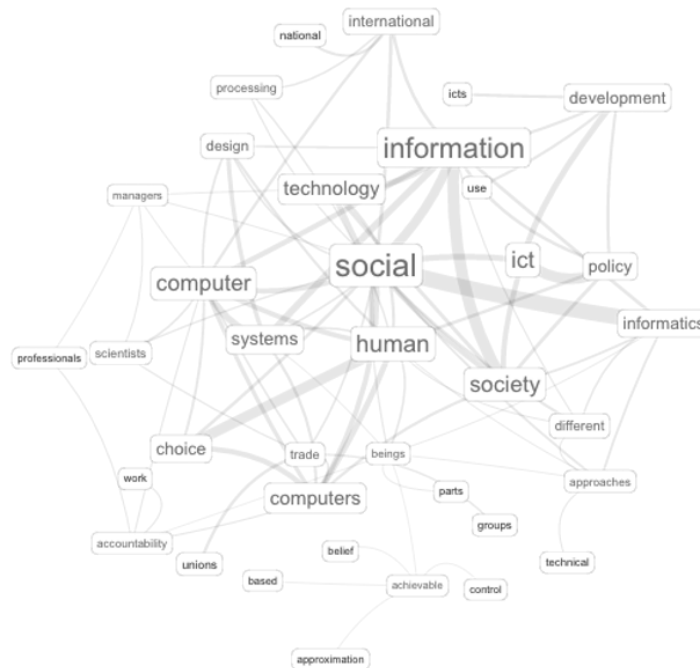 international
national
processing
icts
development
design
information
technology
use
managers
social
ict
policy
computer
informatics
systems
human
professionals
scientists
society
different
choice
trade
beings
work
approaches
computers
parts
groups
accountability
unions
belief
technical
based
achievable
control
approximation